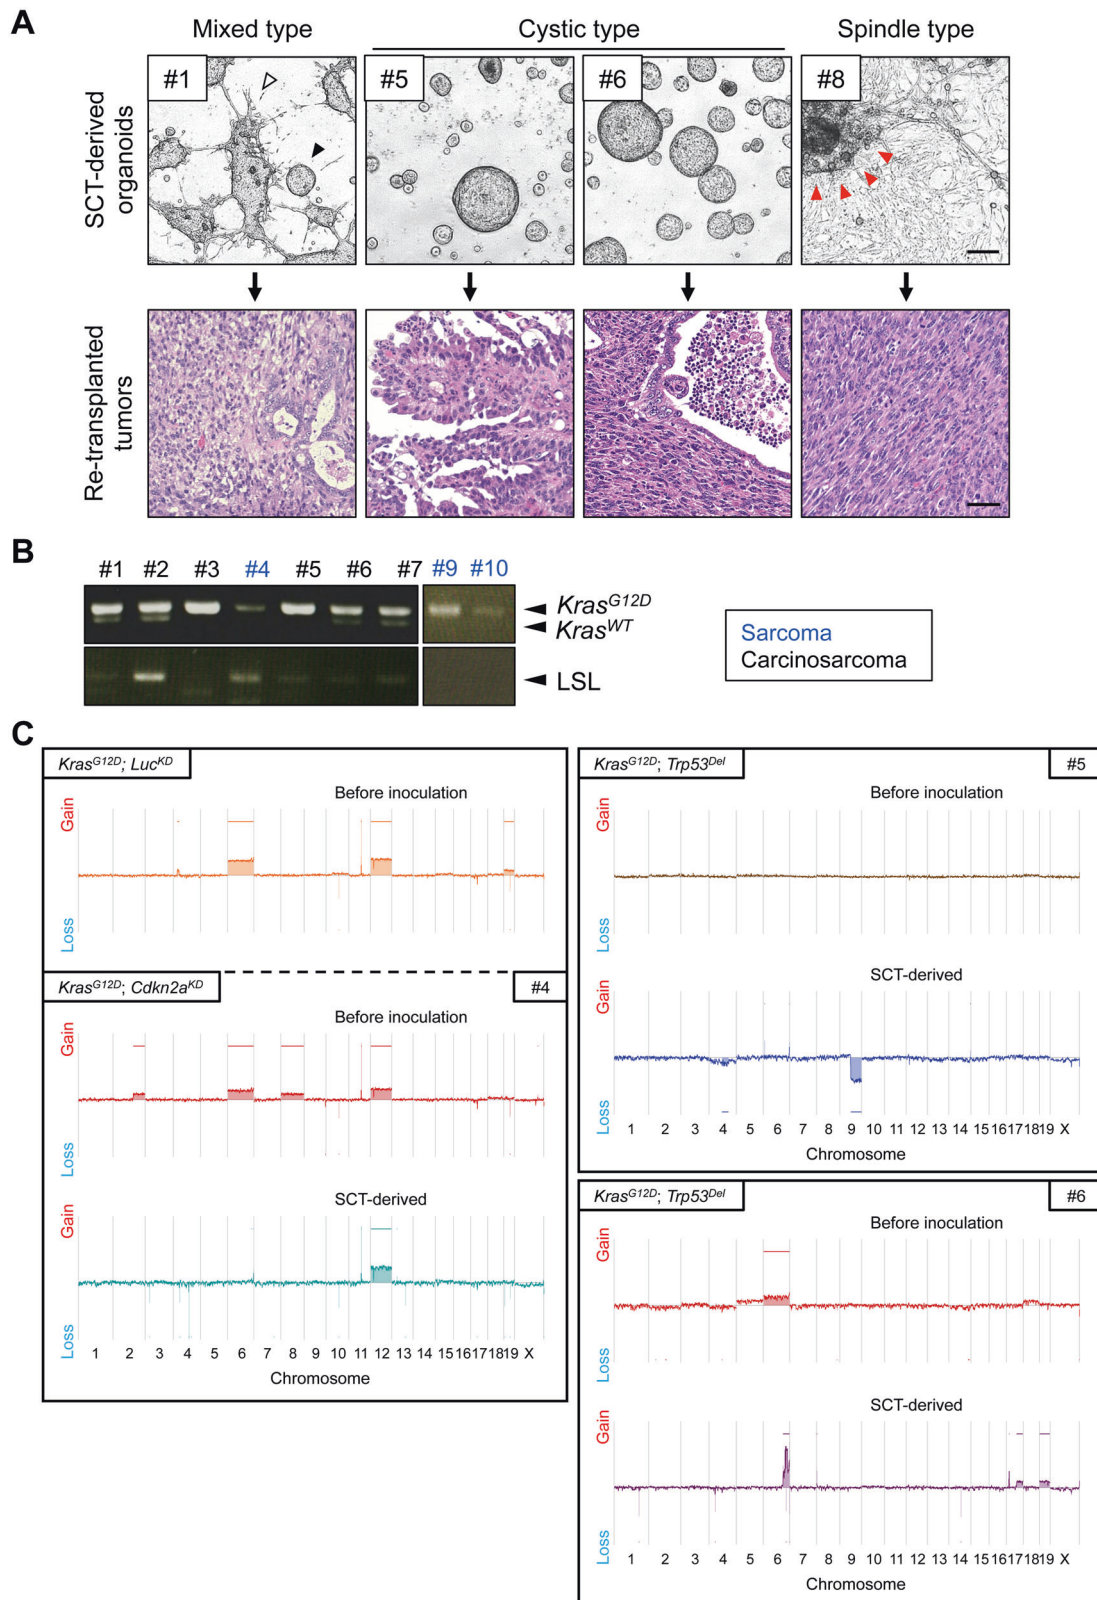 A
Mixed type
Cystic type
Spindle type
SCT-derived
organoids
#1
#5
#6
#8
Re-transplanted
tumors
B
#1 #2 #3 #4 #5 #6 #7 #9 #10
KrasG12D
KrasWT
LSL
Sarcoma
Carcinosarcoma
C
KrasG12D; LucKD
Before inoculation
Gain
Loss
KrasG12D; Cdkn2aKD
#4
Before inoculation
Gain
Loss
SCT-derived
Gain
Loss
1 2 3 4 5 6 7 8 9 10 11 12 13 14 15 16 17 18 19 X
Chromosome
KrasG12D; Trp53Del
#5
Before inoculation
Gain
Loss
SCT-derived
Gain
Loss
1 2 3 4 5 6 7 8 9 10 11 12 13 14 15 16 17 18 19 X
Chromosome
KrasG12D; Trp53Del
#6
Before inoculation
Gain
Loss
SCT-derived
Gain
Loss
1 2 3 4 5 6 7 8 9 10 11 12 13 14 15 16 17 18 19 X
Chromosome